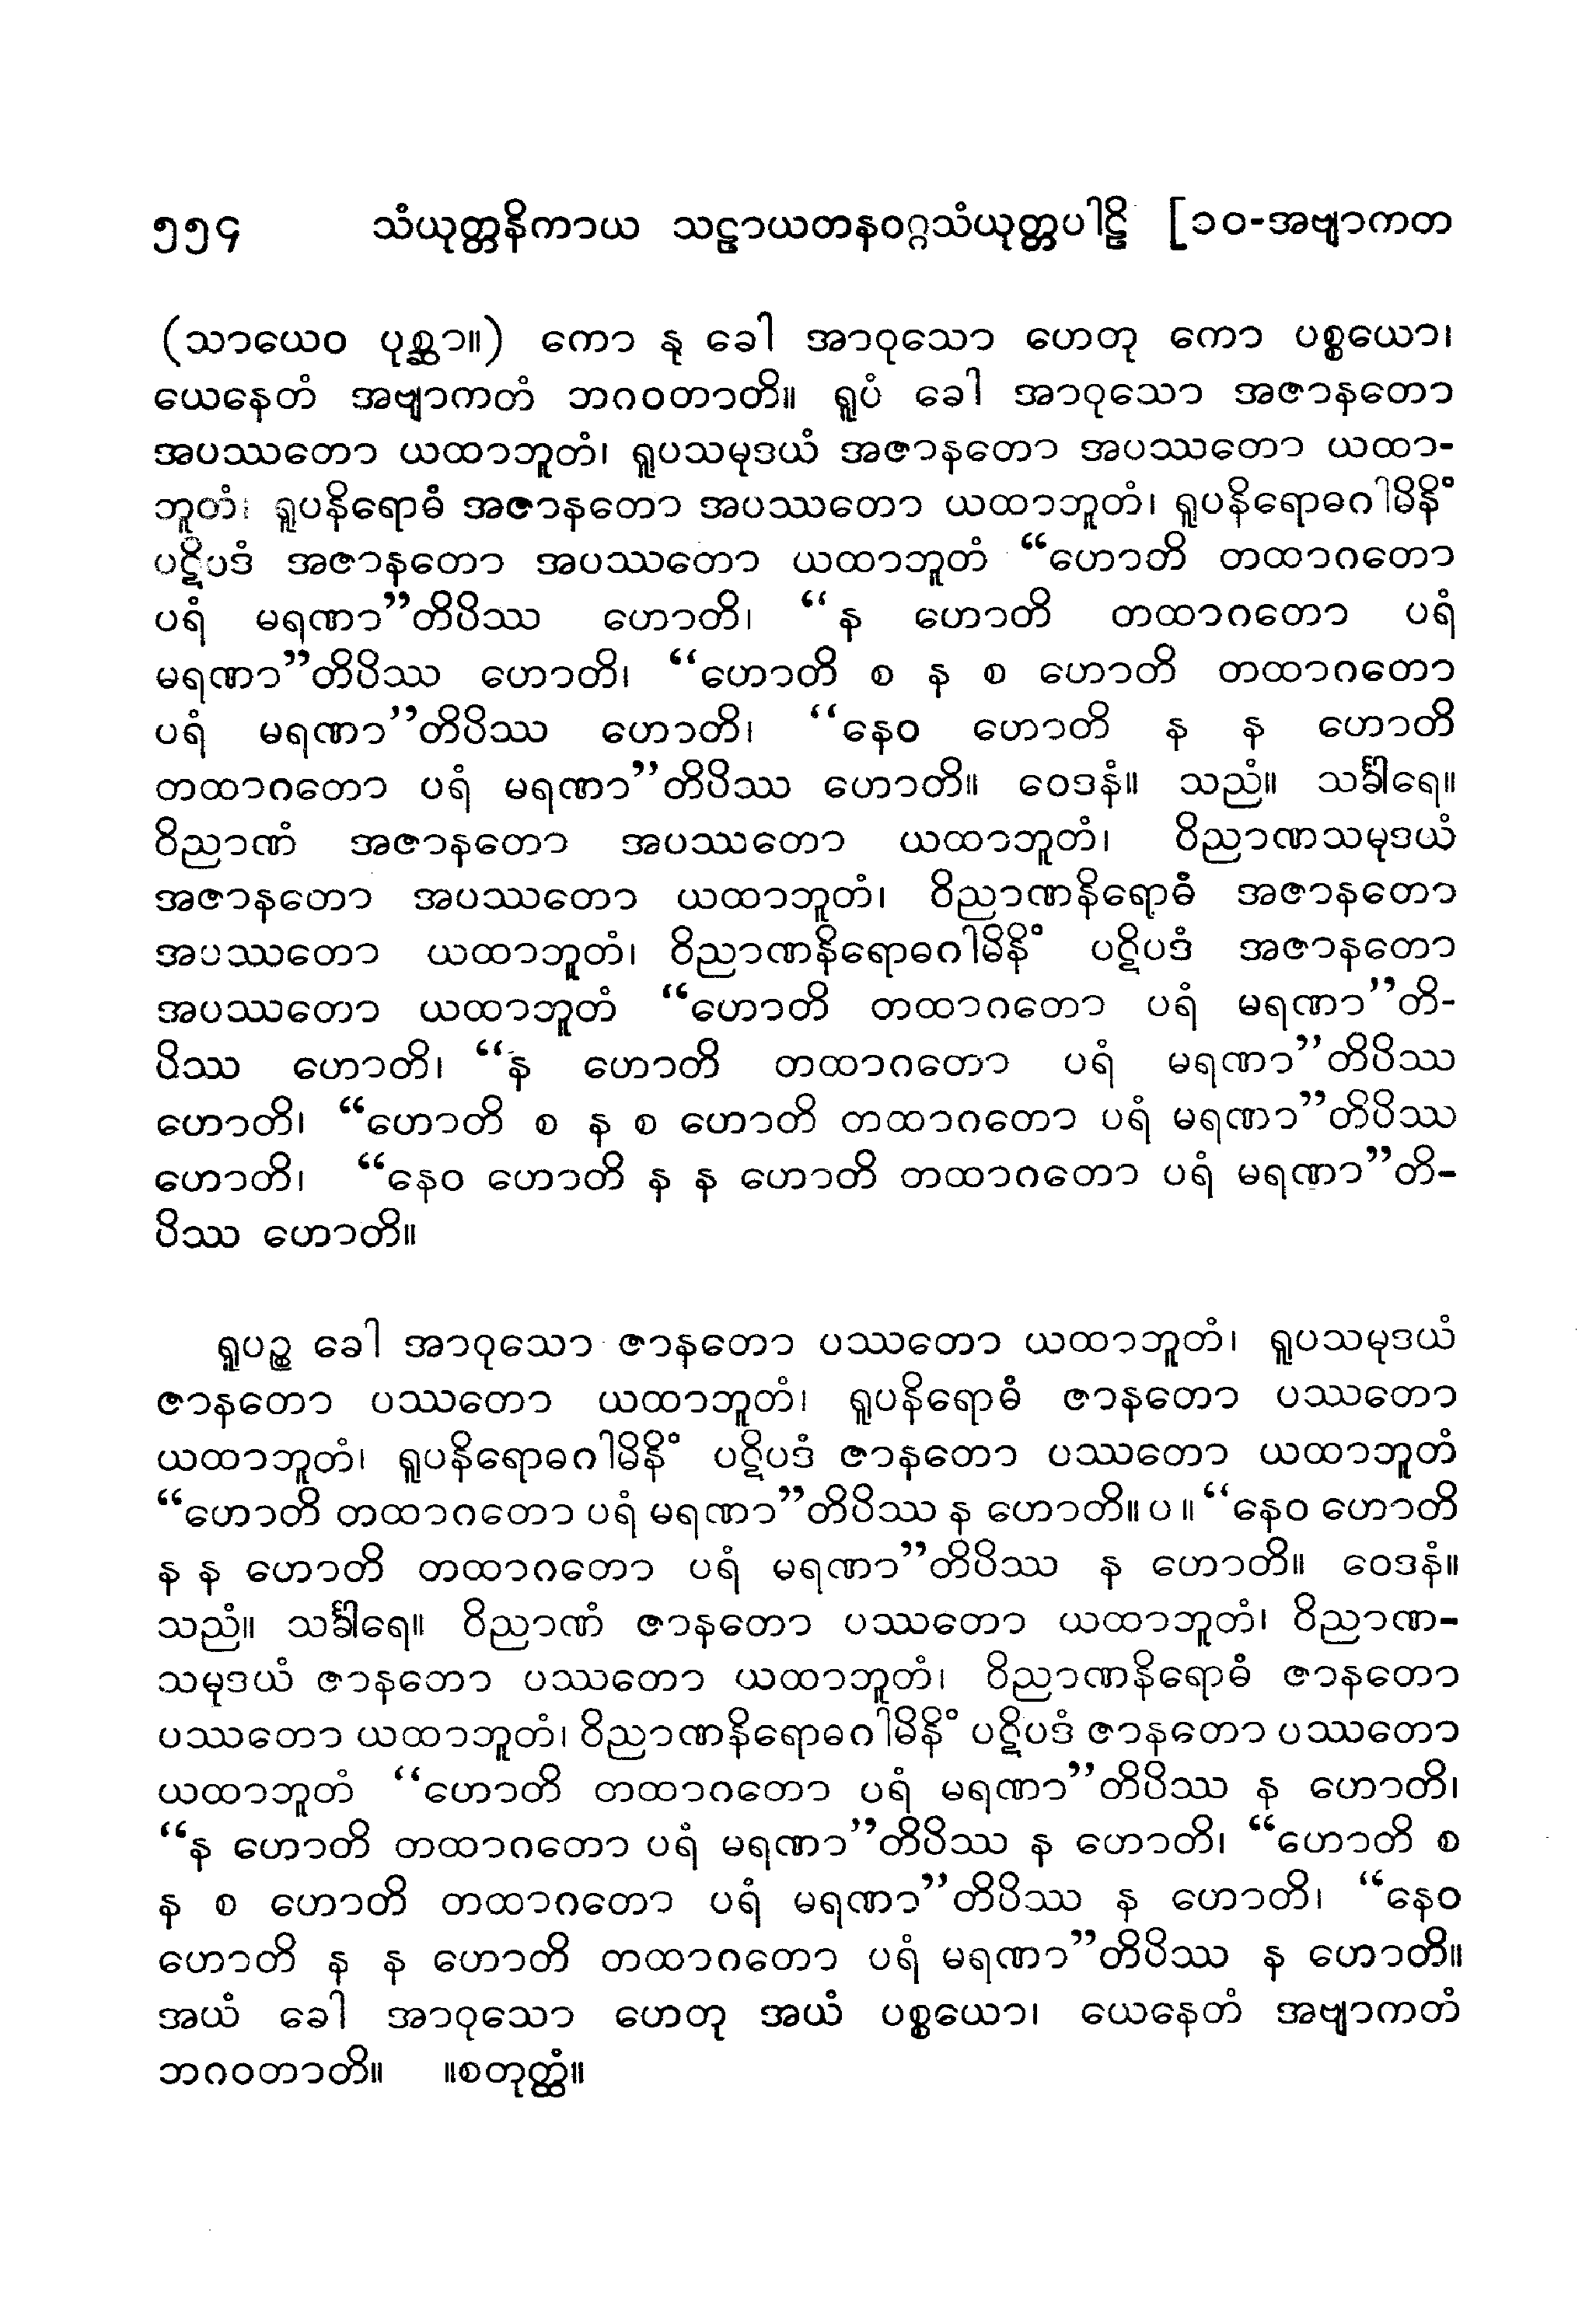 ၅၅၄ သံယုတ္တနိကာယ သဠာယတနဝဂ္ဂသံယုတ္တပါဠိ [၁၀-အဗျာကတ
(သာယေဝ ပုစ္ဆာ။) ကော နု ခေါ အာဝုသော ဟေတု ကော ပစ္စယော၊
ယေနေတံ အဗျာကတံ ဘဂဝတာတိ။ ရူပံ ခေါ အာဝုသော အဇာနတော
အပဿတော ယထာဘူတံ၊ ရူပသမုဒယံ အဇာနတော အပဿတော ယထာ-
ဘူတံ၊ ရူပနိရောဓံ အဇာနတော အပဿတော ယထာဘူတံ၊ ရူပနိရောဓဂါမိနိံ
ပဋိပဒံ အဇာနတော အပဿတော ယထာဘူတံ “ဟောတိ တထာဂတော
ပရံ မရဏာ”တိပိဿ ဟောတိ၊ “န ဟောတိ တထာဂတော ပရံ
မရဏာ”တိပိဿ ဟောတိ၊ “ဟောတိ စ န စ ဟောတိ တထာဂတော
ပရံ မရဏာ”တိပိဿ ဟောတိ၊ “နေဝ ဟောတိ န န ဟောတိ
တထာဂတော ပရံ မရဏာ”တိပိဿ ဟောတိ။ ဝေဒနံ။ သညံ။ သင်္ခါရေ။
ဝိညာဏံ အဇာနတော အပဿတော ယထာဘူတံ၊ ဝိညာဏသမုဒယံ
အဇာနတော အပဿတော ယထာဘူတံ၊ ဝိညာဏနိရောဓံ အဇာနတော
အပဿတော ယထာဘူတံ၊ ဝိညာဏနိရောဓဂါမိနိံ ပဋိပဒံ အဇာနတော
အပဿတော ယထာဘူတံ “ဟောတိ တထာဂတော ပရံ မရဏာ”တိ-
ပိဿ ဟောတိ၊ “န ဟောတိ တထာဂတော ပရံ မရဏာ”တိပိဿ
ဟောတိ၊ “ဟောတိ စ န စ ဟောတိ တထာဂတော ပရံ မရဏာ”တိပိဿ
ဟောတိ၊ “နေဝ ဟောတိ န န ဟောတိ တထာဂတော ပရံ မရဏာ”တိ-
ပိဿ ဟောတိ။
ရူပဉ္စ ခေါ အာဝုသော ဇာနတော ပဿတော ယထာဘူတံ၊ ရူပသမုဒယံ
ဇာနတော ပဿတော ယထာဘူတံ၊ ရူပနိရောဓံ ဇာနတော ပဿတော
ယထာဘူတံ၊ ရူပနိရောဓဂါမိနိံ ပဋိပဒံ ဇာနတော ပဿတော ယထာဘူတံ
“ဟောတိ တထာဂတော ပရံ မရဏာ”တိပိဿ န ဟောတိ။ ပ ။ “နေဝ ဟောတိ
န န ဟောတိ တထာဂတော ပရံ မရဏာ”တိပိဿ န ဟောတိ။ ဝေဒနံ။
သညံ။ သင်္ခါရေ။ ဝိညာဏံ ဇာနတော ပဿတော ယထာဘူတံ၊ ဝိညာဏ-
သမုဒယံ ဇာနတော ပဿတော ယထာဘူတံ၊ ဝိညာဏနိရောဓံ ဇာနတော
ပဿတော ယထာဘူတံ၊ ဝိညာဏနိရောဓဂါမိနိံ ပဋိပဒံ ဇာနတော ပဿတော
ယထာဘူတံ “ဟောတိ တထာဂတော ပရံ မရဏာ”တိပိဿ န ဟောတိ၊
“န ဟောတိ တထာဂတော ပရံ မရဏာ”တိပိဿ န ဟောတိ၊ “ဟောတိ စ
န စ ဟောတိ တထာဂတော ပရံ မရဏာ”တိပိဿ န ဟောတိ၊ “နေဝ
ဟောတိ န န ဟောတိ တထာဂတော ပရံ မရဏာ”တိပိဿ န ဟောတိ။
အယံ ခေါ အာဝုသော ဟေတု အယံ ပစ္စယော၊ ယေနေတံ အဗျာကတံ
ဘဂဝတာတိ။ ။စတုတ္ထံ။